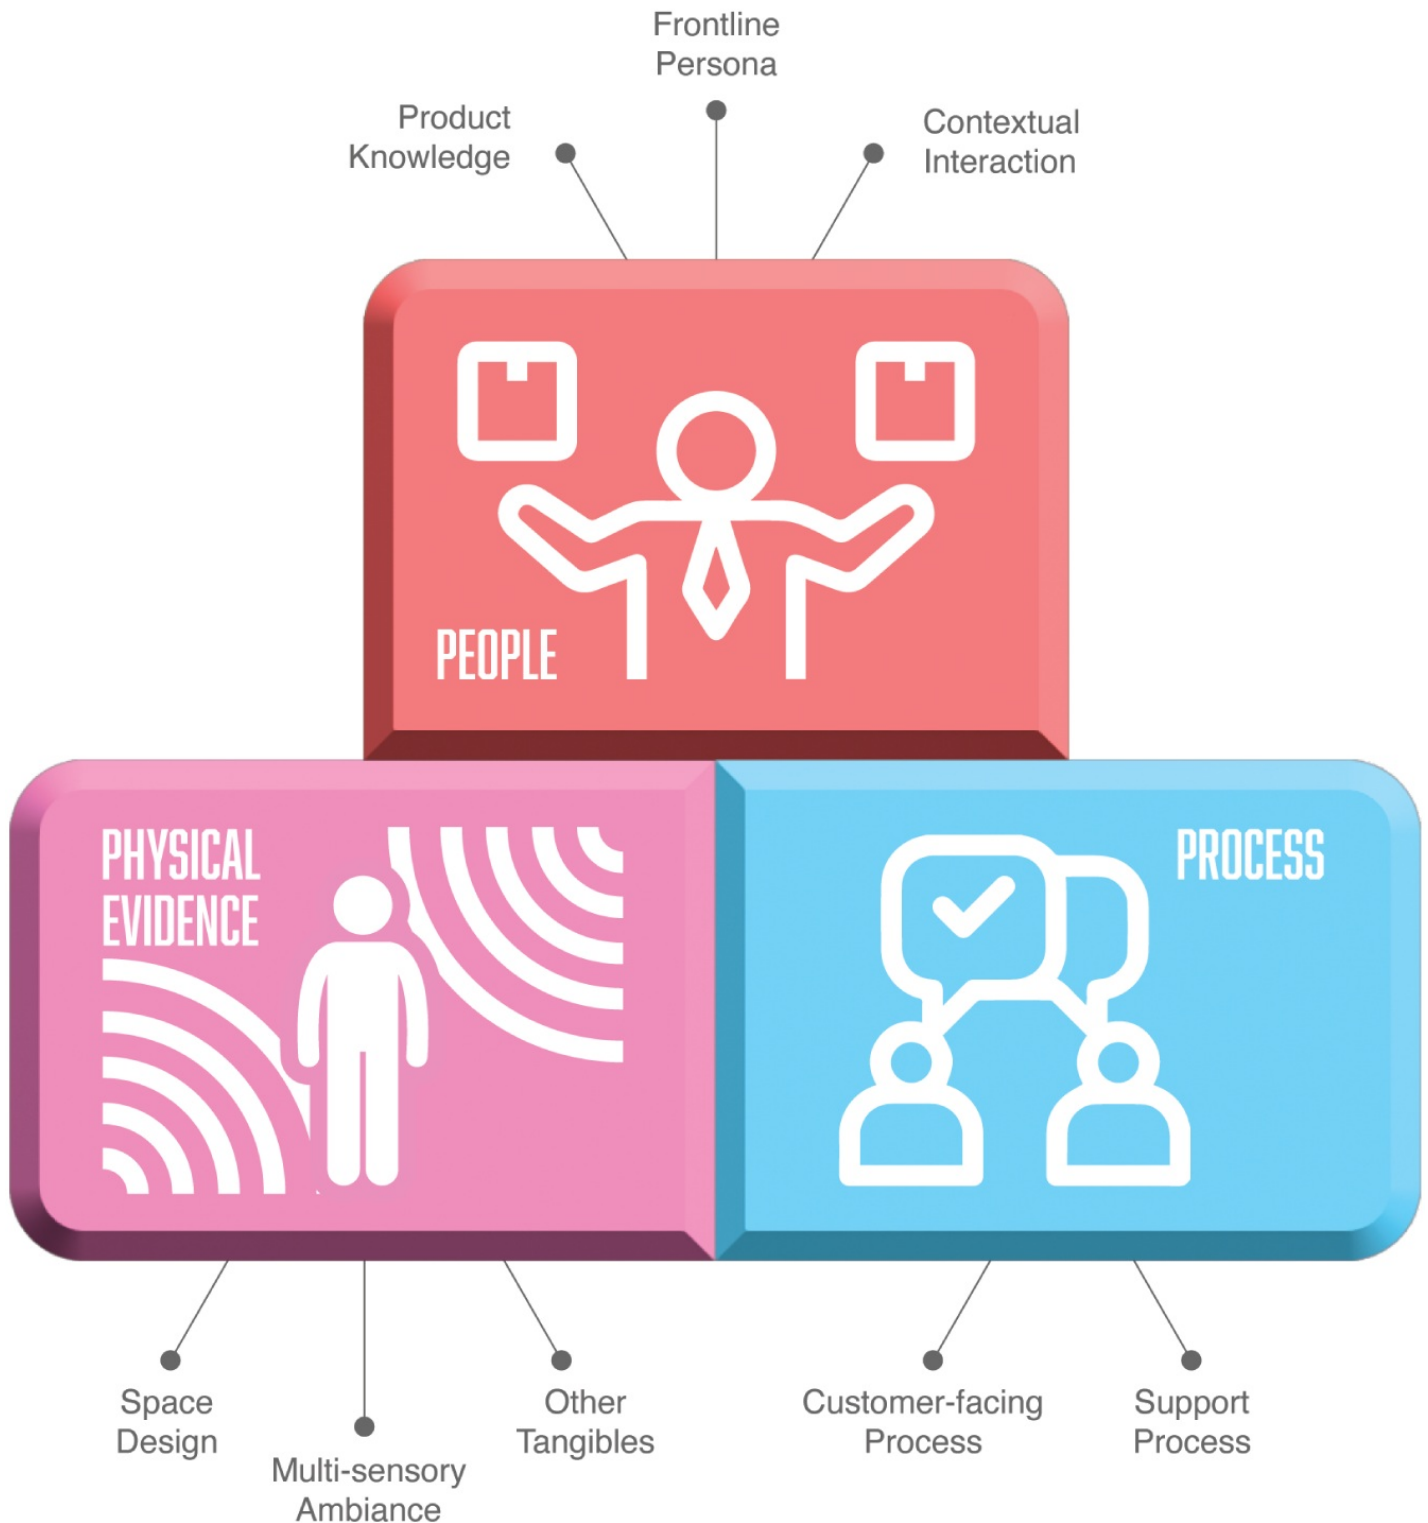 Frontline
Persona
Product
Knowledge
Contextual
Interaction
PEOPLE
PHYSICAL
EVIDENCE
PROCESS
Space
Design
Multi-sensory
Ambiance
Other
Tangibles
Customer-facing
Process
Support
Process